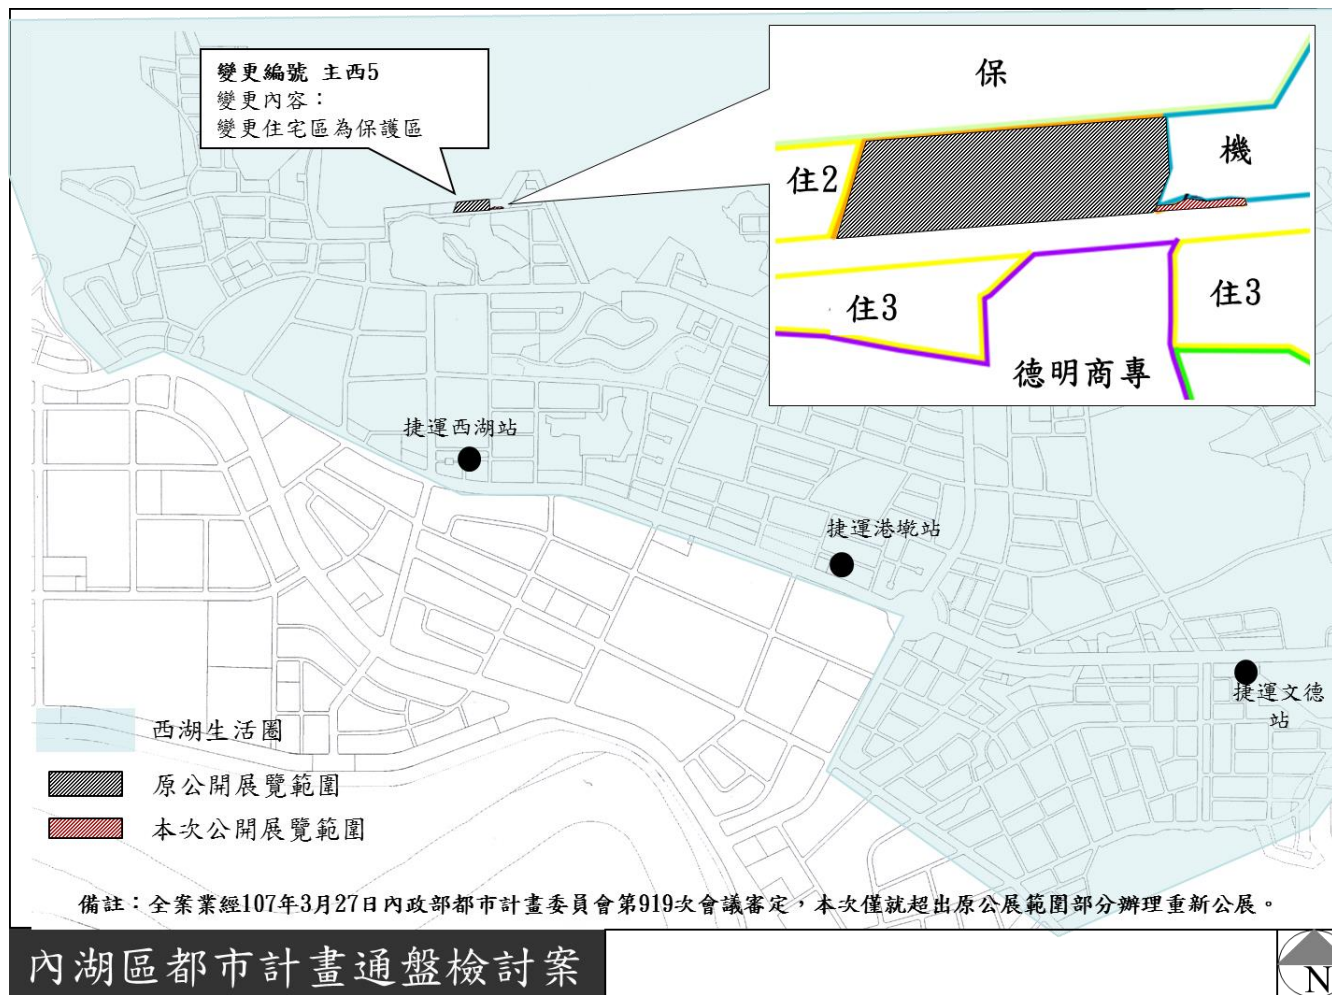 變更編號 主西5
變更內容：
變更住宅區為保護區
保
機
住2
住3
住3
德明商專
捷運西湖站
捷運港墘站
捷運文德
站
西湖生活圈
原公開展覽範圍
本次公開展覽範圍
備註：全案業經107年3月27日內政部都市計畫委員會第919次會議審定，本次僅就超出原公展範圍部分辦理重新公展。
內湖區都市計畫通盤檢討案
N